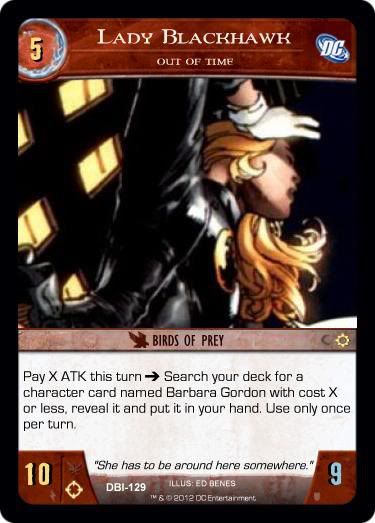 5
Lady Blackhawk
OUT OF TIME
DC
BIRDS OF PREY
Pay X ATK this turn ➔ Search your deck for a
character card named Barbara Gordon with cost X
or less, reveal it and put it in your hand. Use only once
per turn.
"She has to be around here somewhere."
10
DBI-129
ILLUS: ED BENES
9
™ & © 2012 DC Entertainment